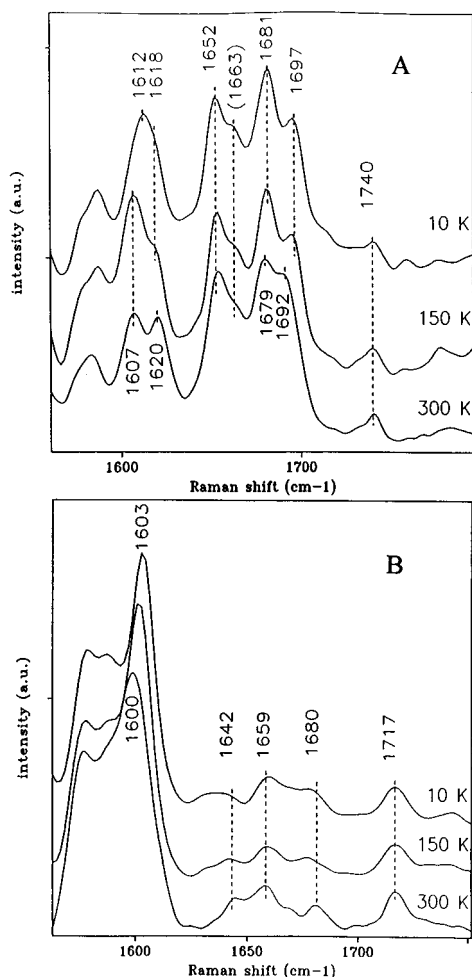 A
1612
1618
1652
(1663)
1681
1697
1740
10 K
150 K
300 K
1607
1620
1679
1692
intensity (a.u.)
1600
1700
Raman shift (cm-1)
B
1603
1600
1642
1659
1680
1717
10 K
150 K
300 K
intensity (a.u.)
1600
1650
1700
Raman shift (cm-1)